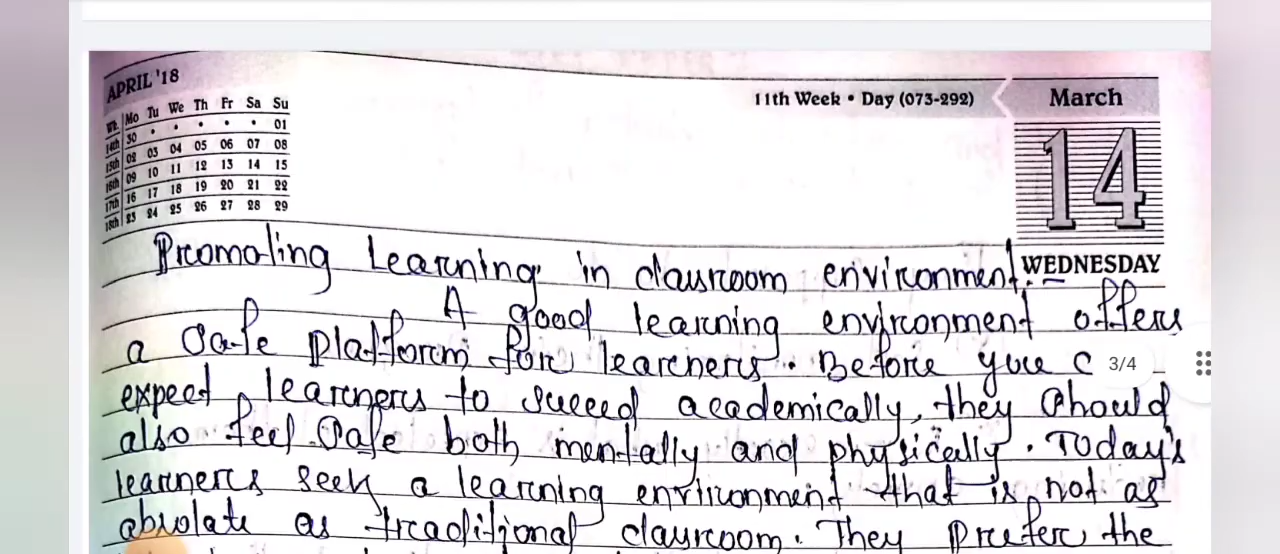 APRIL '18
Wk. Mo Tu We Th Fr Sa Su
14th 30 • • • • • 01
15th 02 03 04 05 06 07 08
16th 09 10 11 12 13 14 15
17th 16 17 18 19 20 21 22
18th 23 24 25 26 27 28 29
11th Week • Day (073-292)
March
14
WEDNESDAY
Promoting Learning in classroom environment.
A good learning environment offers
a safe platform for learners. Before you c
3/4
expect learners to succeed academically, they should
also feel safe both mentally and physically. Today's
learners seek a learning environment that is not as
absolate as traditional classroom. They prefer the